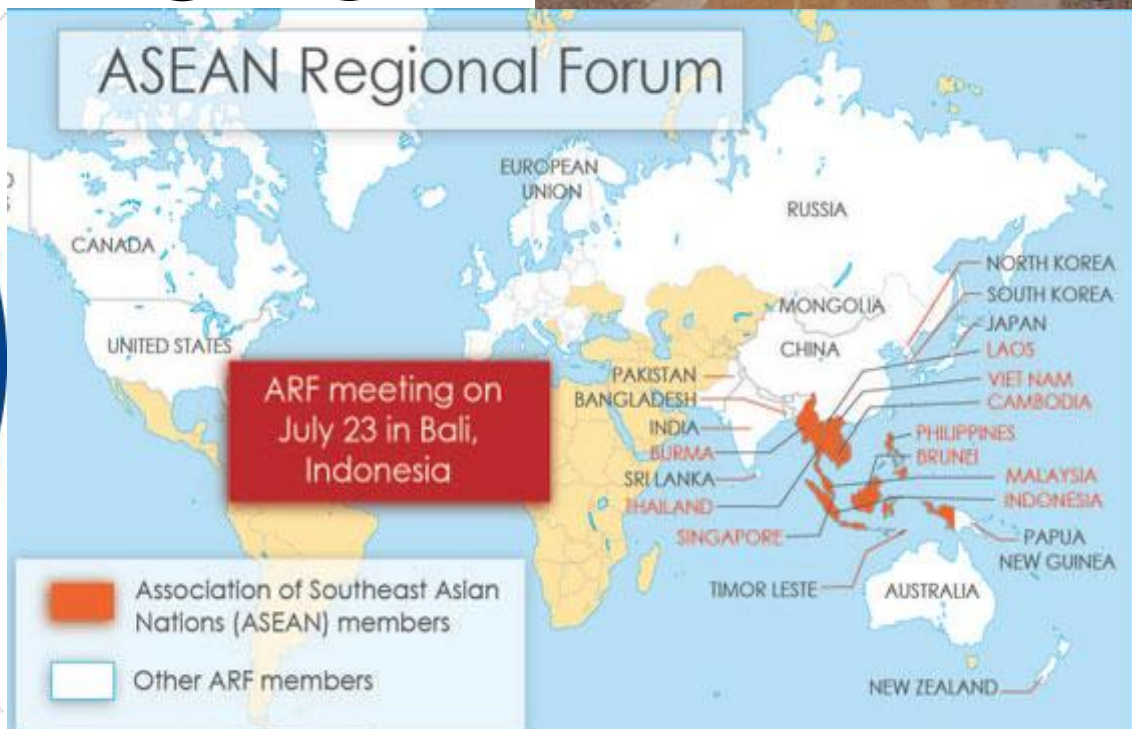 ASEAN Regional Forum
EUROPEAN
UNION
RUSSIA
CANADA
NORTH KOREA
SOUTH KOREA
MONGOLIA
JAPAN
UNITED STATES
CHINA
LAOS
ARF meeting on
July 23 in Bali,
Indonesia
PAKISTAN
VIET NAM
BANGLADESH
CAMBODIA
INDIA
PHILIPPINES
BURMA
BRUNEI
SRI LANKA
MALAYSIA
THAILAND
INDONESIA
SINGAPORE
PAPUA
NEW GUINEA
TIMOR LESTE
AUSTRALIA
NEW ZEALAND
Association of Southeast Asian
Nations (ASEAN) members
Other ARF members